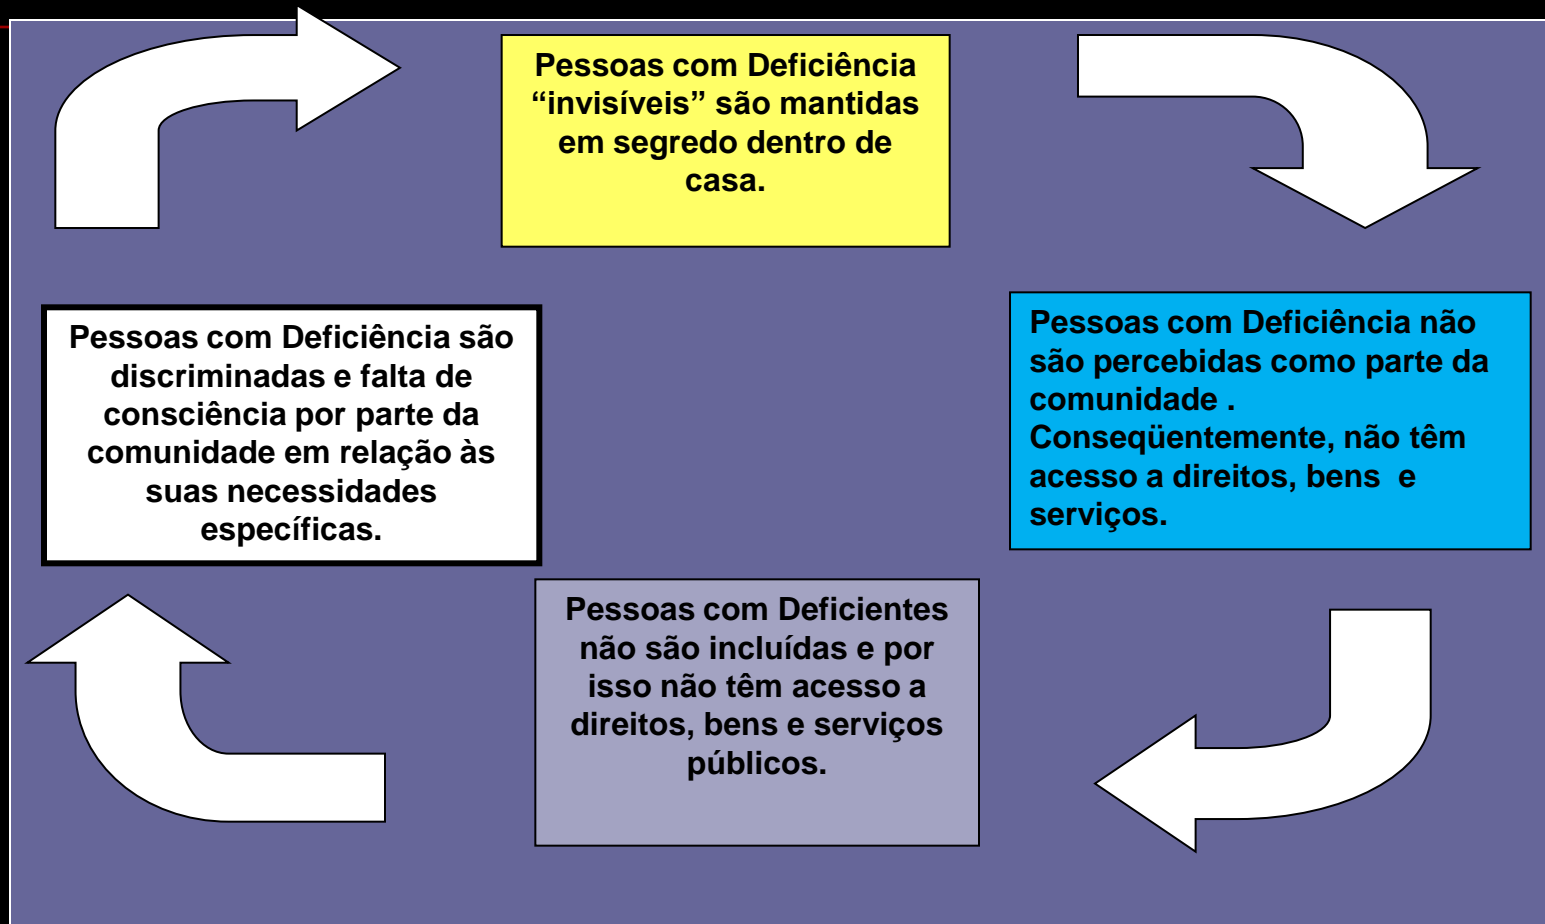 Pessoas com Deficiência
“invisíveis” são mantidas
em segredo dentro de
casa.
Pessoas com Deficiência não
são percebidas como parte da
comunidade .
Conseqüentemente, não têm
acesso a direitos, bens  e
serviços.
Pessoas com Deficientes
não são incluídas e por
isso não têm acesso a
direitos, bens e serviços
públicos.
Pessoas com Deficiência são
discriminadas e falta de
consciência por parte da
comunidade em relação às
suas necessidades
específicas.